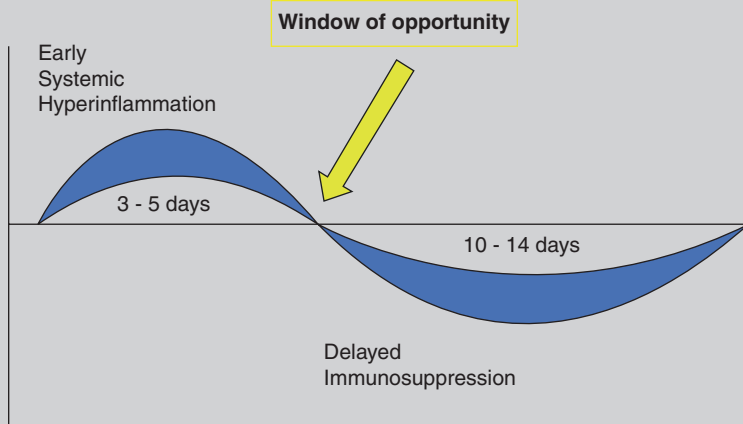 Window of opportunity
Early
Systemic
Hyperinflammation
3 - 5 days
10 - 14 days
Delayed
Immunosuppression